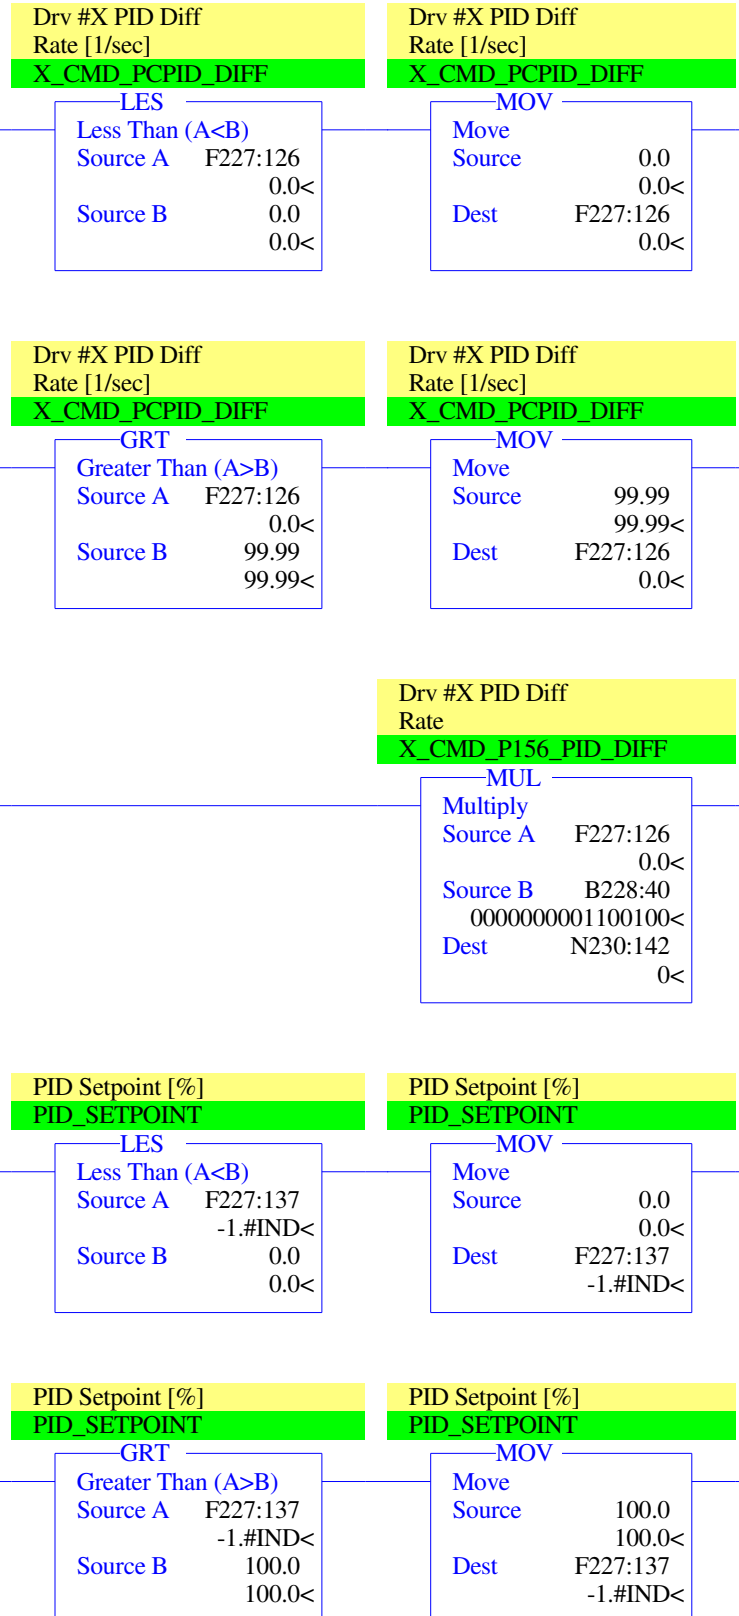 Drv #X PID Diff
Rate [1/sec]
X_CMD_PCPID_DIFF
LES
Less Than (A<B)
Source A F227:126
0.0<
Source B 0.0
0.0<
Drv #X PID Diff
Rate [1/sec]
X_CMD_PCPID_DIFF
MOV
Move
Source 0.0
0.0<
Dest F227:126
0.0<
Drv #X PID Diff
Rate [1/sec]
X_CMD_PCPID_DIFF
GRT
Greater Than (A>B)
Source A F227:126
0.0<
Source B 99.99
99.99<
Drv #X PID Diff
Rate [1/sec]
X_CMD_PCPID_DIFF
MOV
Move
Source 99.99
99.99<
Dest F227:126
0.0<
Drv #X PID Diff
Rate
X_CMD_P156_PID_DIFF
MUL
Multiply
Source A F227:126
0.0<
Source B B228:40
0000000001100100<
Dest N230:142
0<
PID Setpoint [%]
PID_SETPOINT
LES
Less Than (A<B)
Source A F227:137
-1.#IND<
Source B 0.0
0.0<
PID Setpoint [%]
PID_SETPOINT
MOV
Move
Source 0.0
0.0<
Dest F227:137
-1.#IND<
PID Setpoint [%]
PID_SETPOINT
GRT
Greater Than (A>B)
Source A F227:137
-1.#IND<
Source B 100.0
100.0<
PID Setpoint [%]
PID_SETPOINT
MOV
Move
Source 100.0
100.0<
Dest F227:137
-1.#IND<